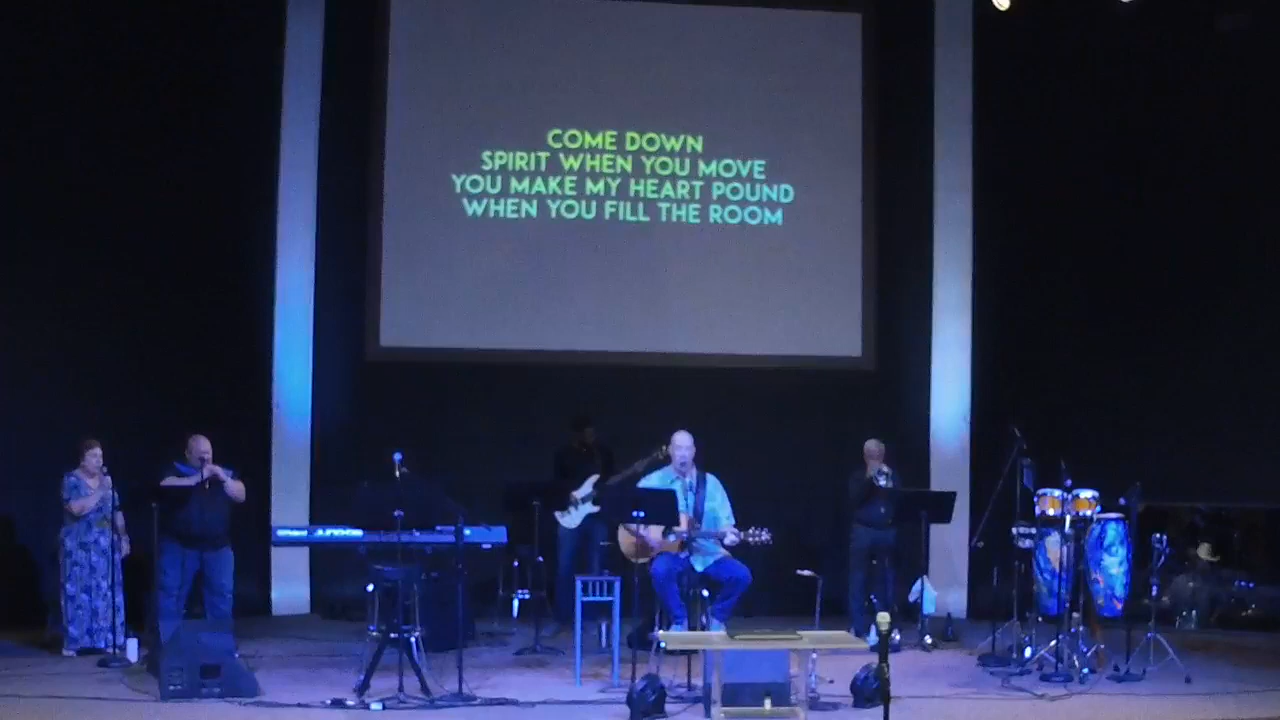 COME DOWN
SPIRIT WHEN YOU MOVE
YOU MAKE MY HEART POUND
WHEN YOU FILL THE ROOM